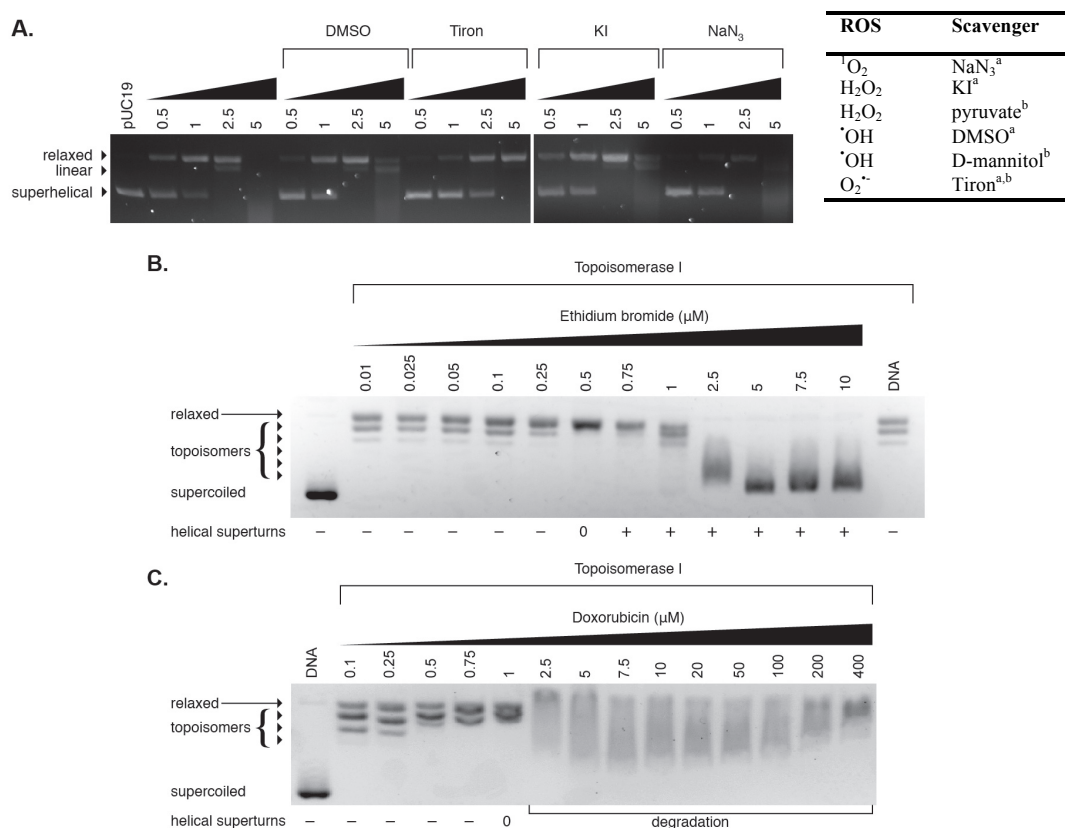 A.
DMSO Tiron KI NaN₃
pUC19 0.5 1 2.5 5 0.5 1 2.5 5 0.5 1 2.5 5 0.5 1 2.5 5 0.5 1 2.5 5
relaxed
linear
superhelical
ROS Scavenger
¹O₂ NaN₃ᵃ
H₂O₂ KIᵃ
H₂O₂ pyruvateᵇ
•OH DMSOᵃ
•OH D-mannitolᵇ
O₂•- Tironᵃ,ᵇ
B.
Topoisomerase I
Ethidium bromide (μM)
0.01 0.025 0.05 0.1 0.25 0.5 0.75 1 2.5 5 7.5 10 DNA
relaxed
topoisomers
supercoiled
helical superturns – – – – – – 0 + + + + + + –
C.
Topoisomerase I
Doxorubicin (μM)
DNA 0.1 0.25 0.5 0.75 1 2.5 5 7.5 10 20 50 100 200 400
relaxed
topoisomers
supercoiled
helical superturns – – – – – 0 degradation